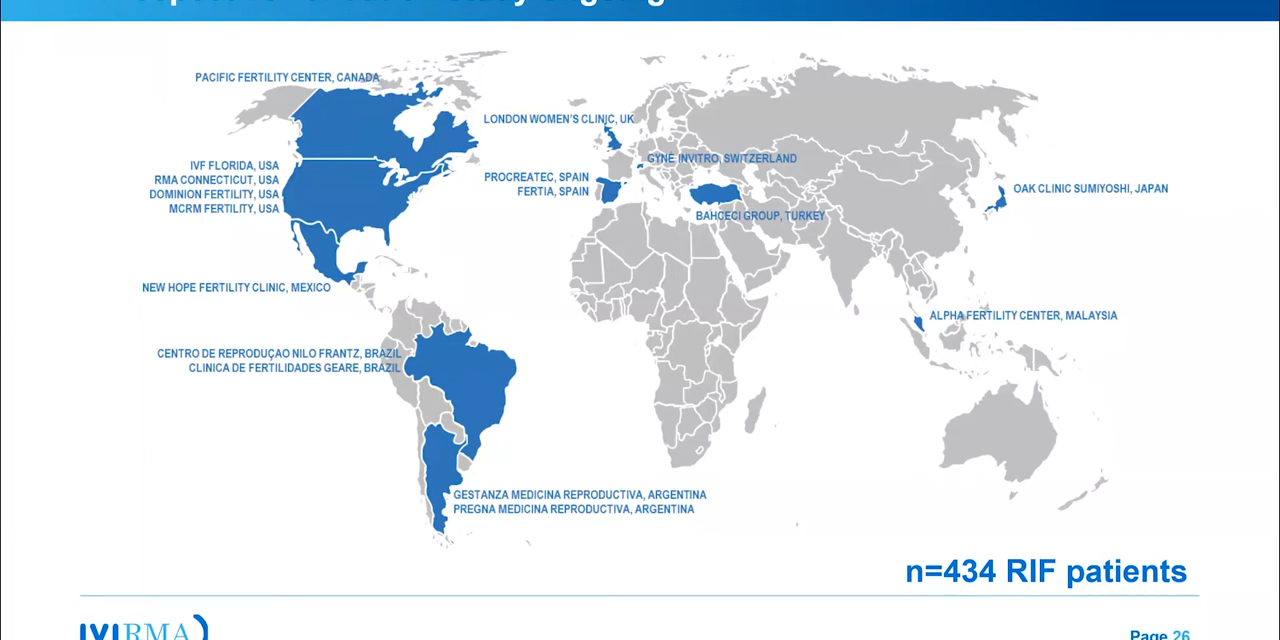 study ongoing
PACIFIC FERTILITY CENTER, CANADA
LONDON WOMEN'S CLINIC, UK
GYNE INVITRO, SWITZERLAND
IVF FLORIDA, USA
RMA CONNECTICUT, USA
DOMINION FERTILITY, USA
MCRM FERTILITY, USA
PROCREATEC, SPAIN
FERTIA, SPAIN
OAK CLINIC SUMIYOSHI, JAPAN
BAHCECI GROUP, TURKEY
NEW HOPE FERTILITY CLINIC, MEXICO
ALPHA FERTILITY CENTER, MALAYSIA
CENTRO DE REPRODUÇAO NILO FRANTZ, BRAZIL
CLINICA DE FERTILIDADES GEARE, BRAZIL
GESTANZA MEDICINA REPRODUCTIVA, ARGENTINA
PREGNA MEDICINA REPRODUCTIVA, ARGENTINA
n=434 RIF patients
IVIRMA
Page 26